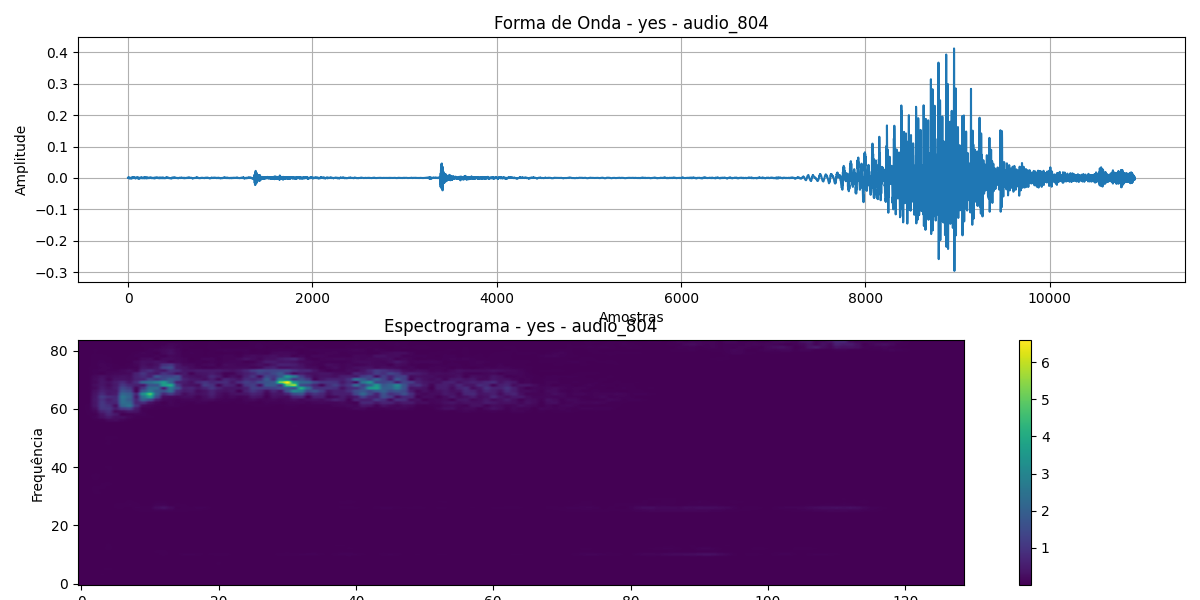 Forma de Onda - yes - audio_804
Amplitude
0.4
0.3
0.2
0.1
0.0
−0.1
−0.2
−0.3
0 2000 4000 6000 8000 10000
Amostras
Espectrograma - yes - audio_804
Frequência
80
60
40
20
0
0 20 40 60 80 100 120
6
5
4
3
2
1